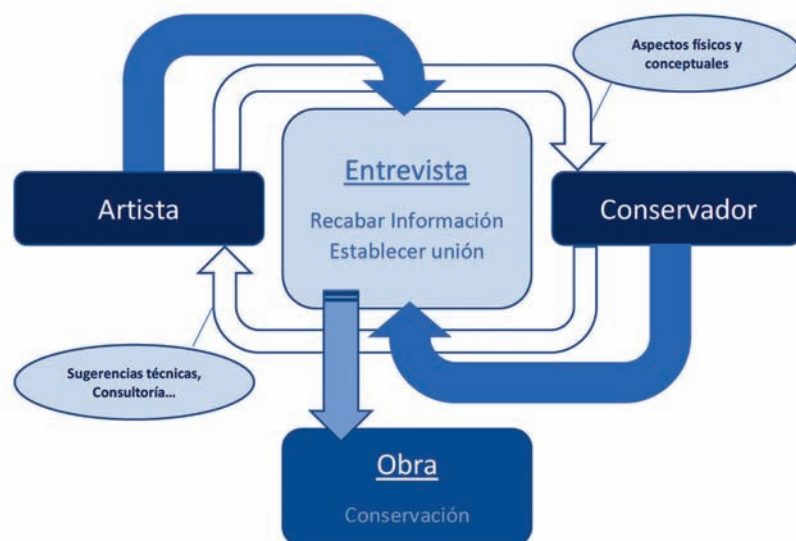 Aspectos físicos y
conceptuales
Entrevista
Artista
Recabar Información
Establecer unión
Conservador
Sugerencias técnicas,
Consultoría...
Obra
Conservación